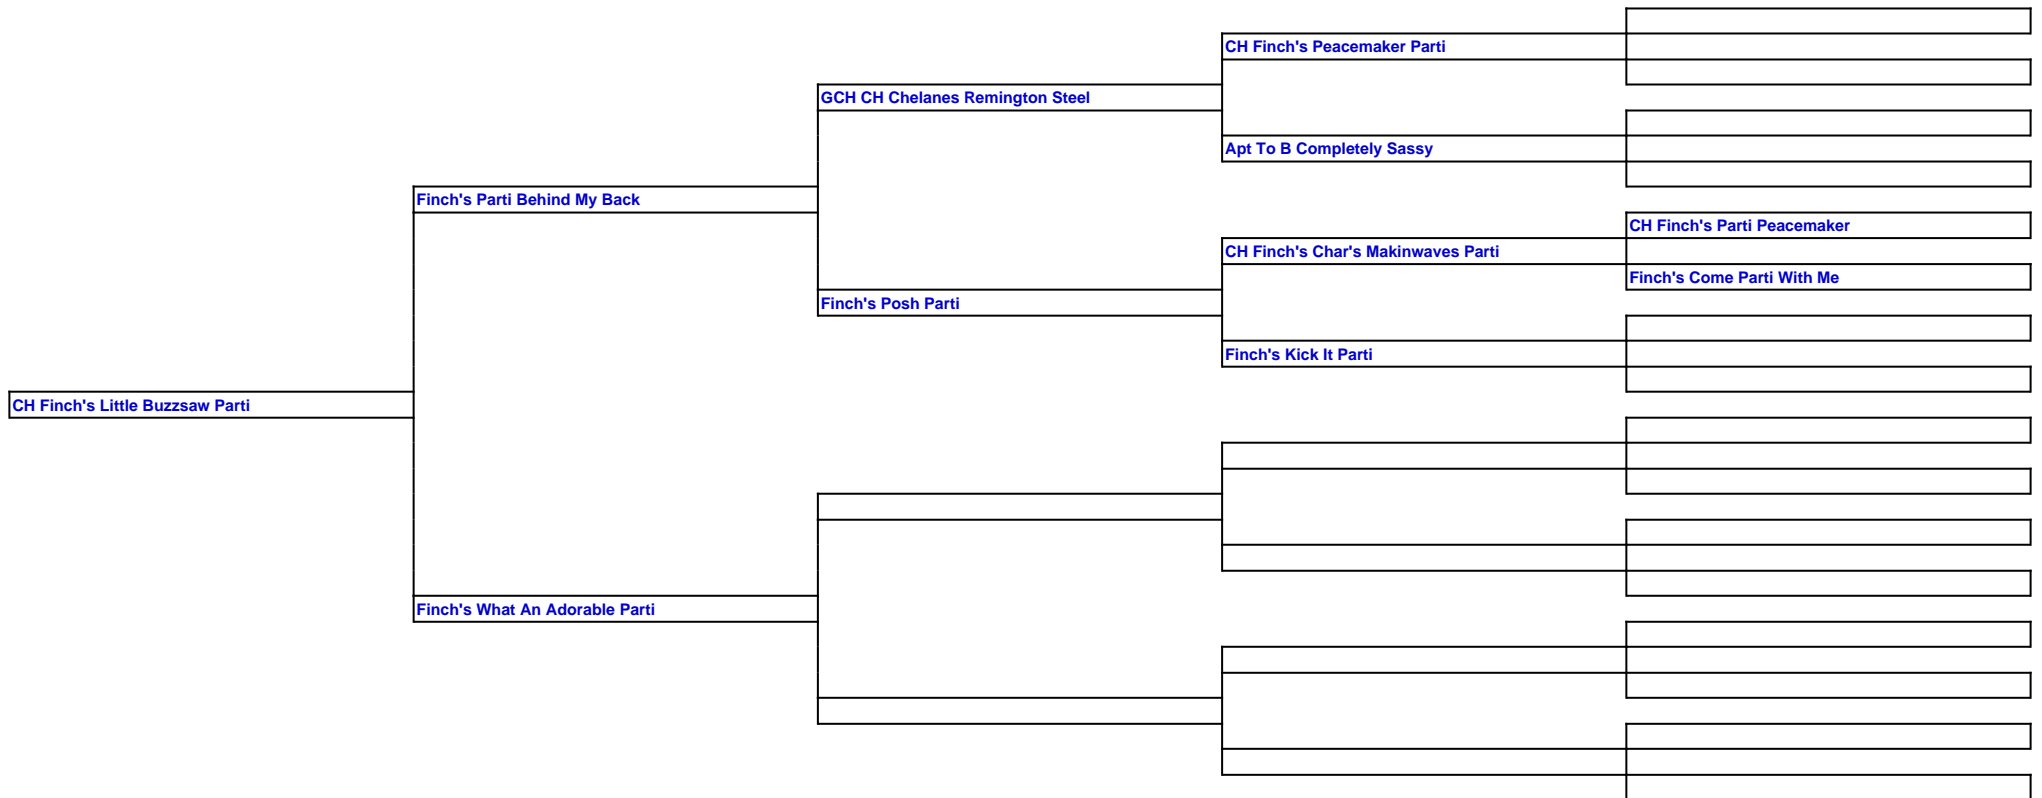 CH Finch's Peacemaker Parti
GCH CH Chelanes Remington Steel
Apt To B Completely Sassy
Finch's Parti Behind My Back
CH Finch's Parti Peacemaker
CH Finch's Char's Makinwaves Parti
Finch's Come Parti With Me
Finch's Posh Parti
Finch's Kick It Parti
CH Finch's Little Buzzsaw Parti
Finch's What An Adorable Parti